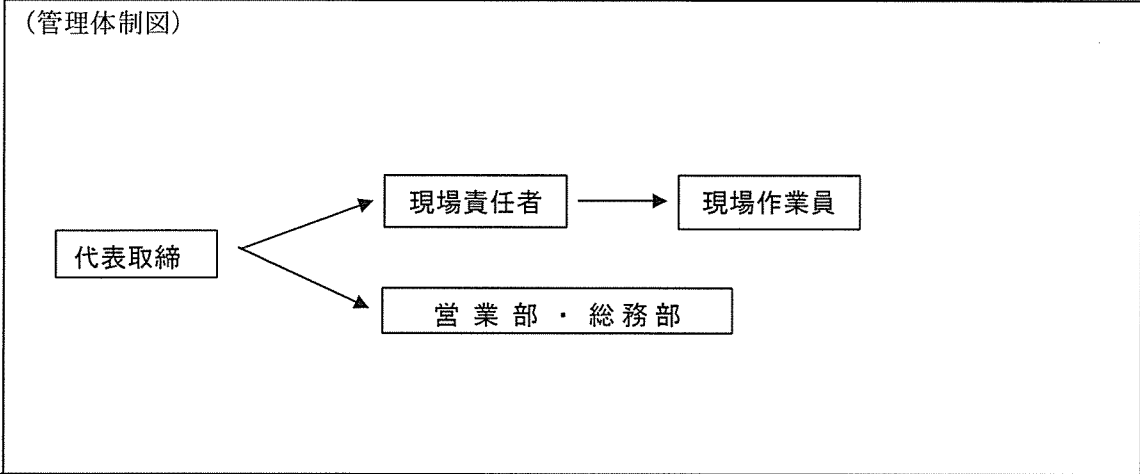 （管理体制図）
現場責任者
現場作業員
代表取締
営業部・総務部